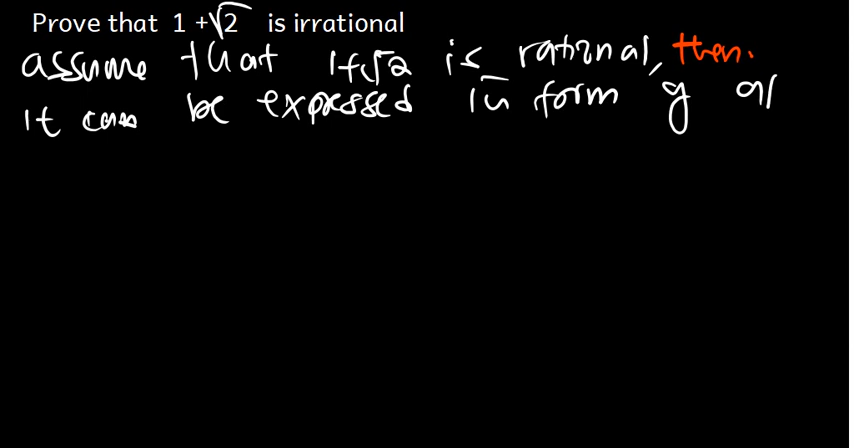 Prove that 1 + √2 is irrational
assume that 1+√2 is rational, then.
it can be expressed in form